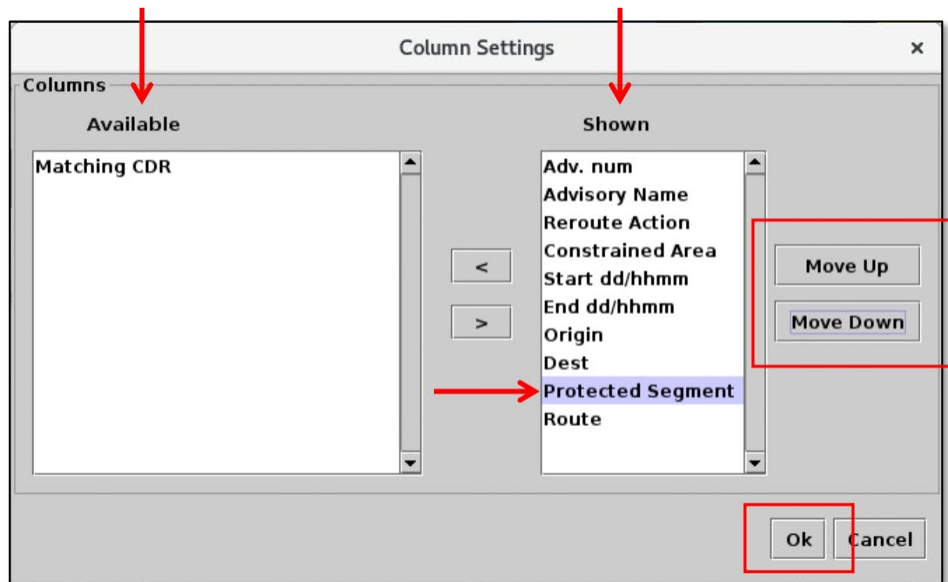 Column Settings
×
Columns
Available
Shown
Matching CDR
Adv. num
Advisory Name
Reroute Action
Constrained Area
Start dd/hhmm
End dd/hhmm
Origin
Dest
Protected Segment
Route
<
>
Move Up
Move Down
Ok
Cancel